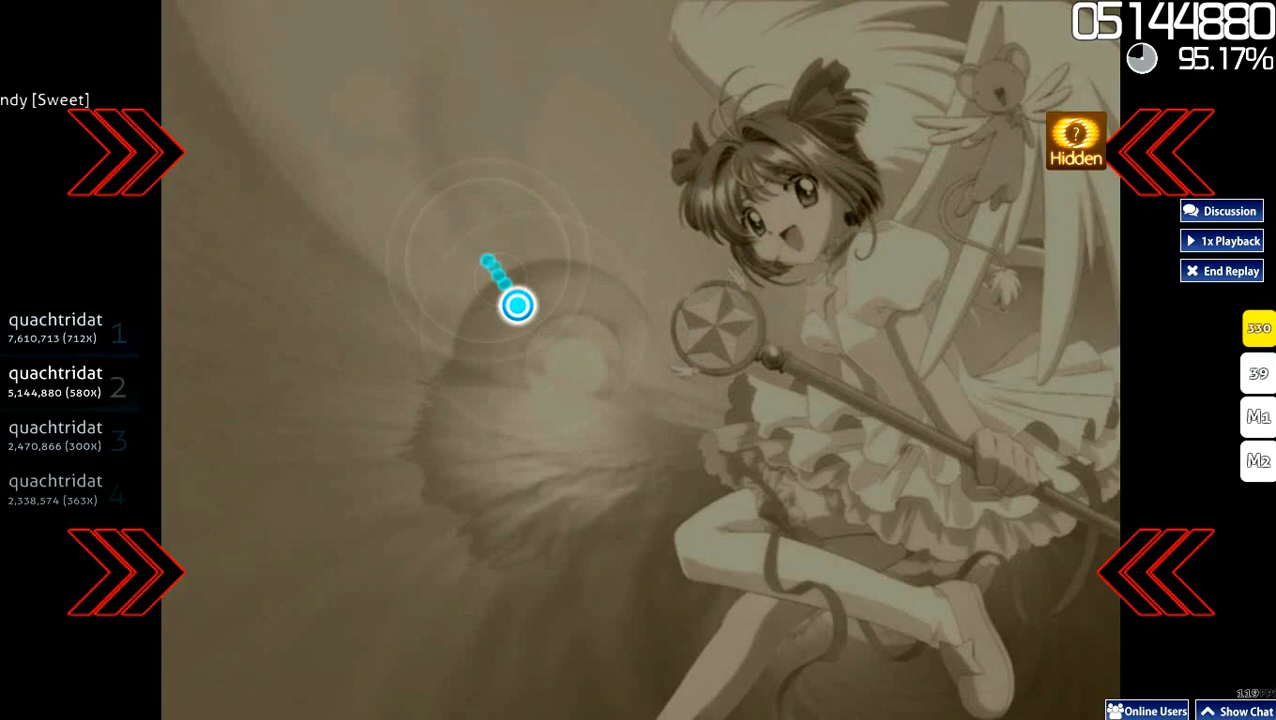 05144880
95.17%
ndy [Sweet]
?
Hidden
Discussion
1x Playback
End Replay
quachtridat
7,610,713 (712x)
1
quachtridat
5,144,880 (580x)
2
quachtridat
2,470,866 (300x)
3
quachtridat
2,338,574 (363x)
4
330
39
M1
M2
119FPS
Online Users
Show Chat